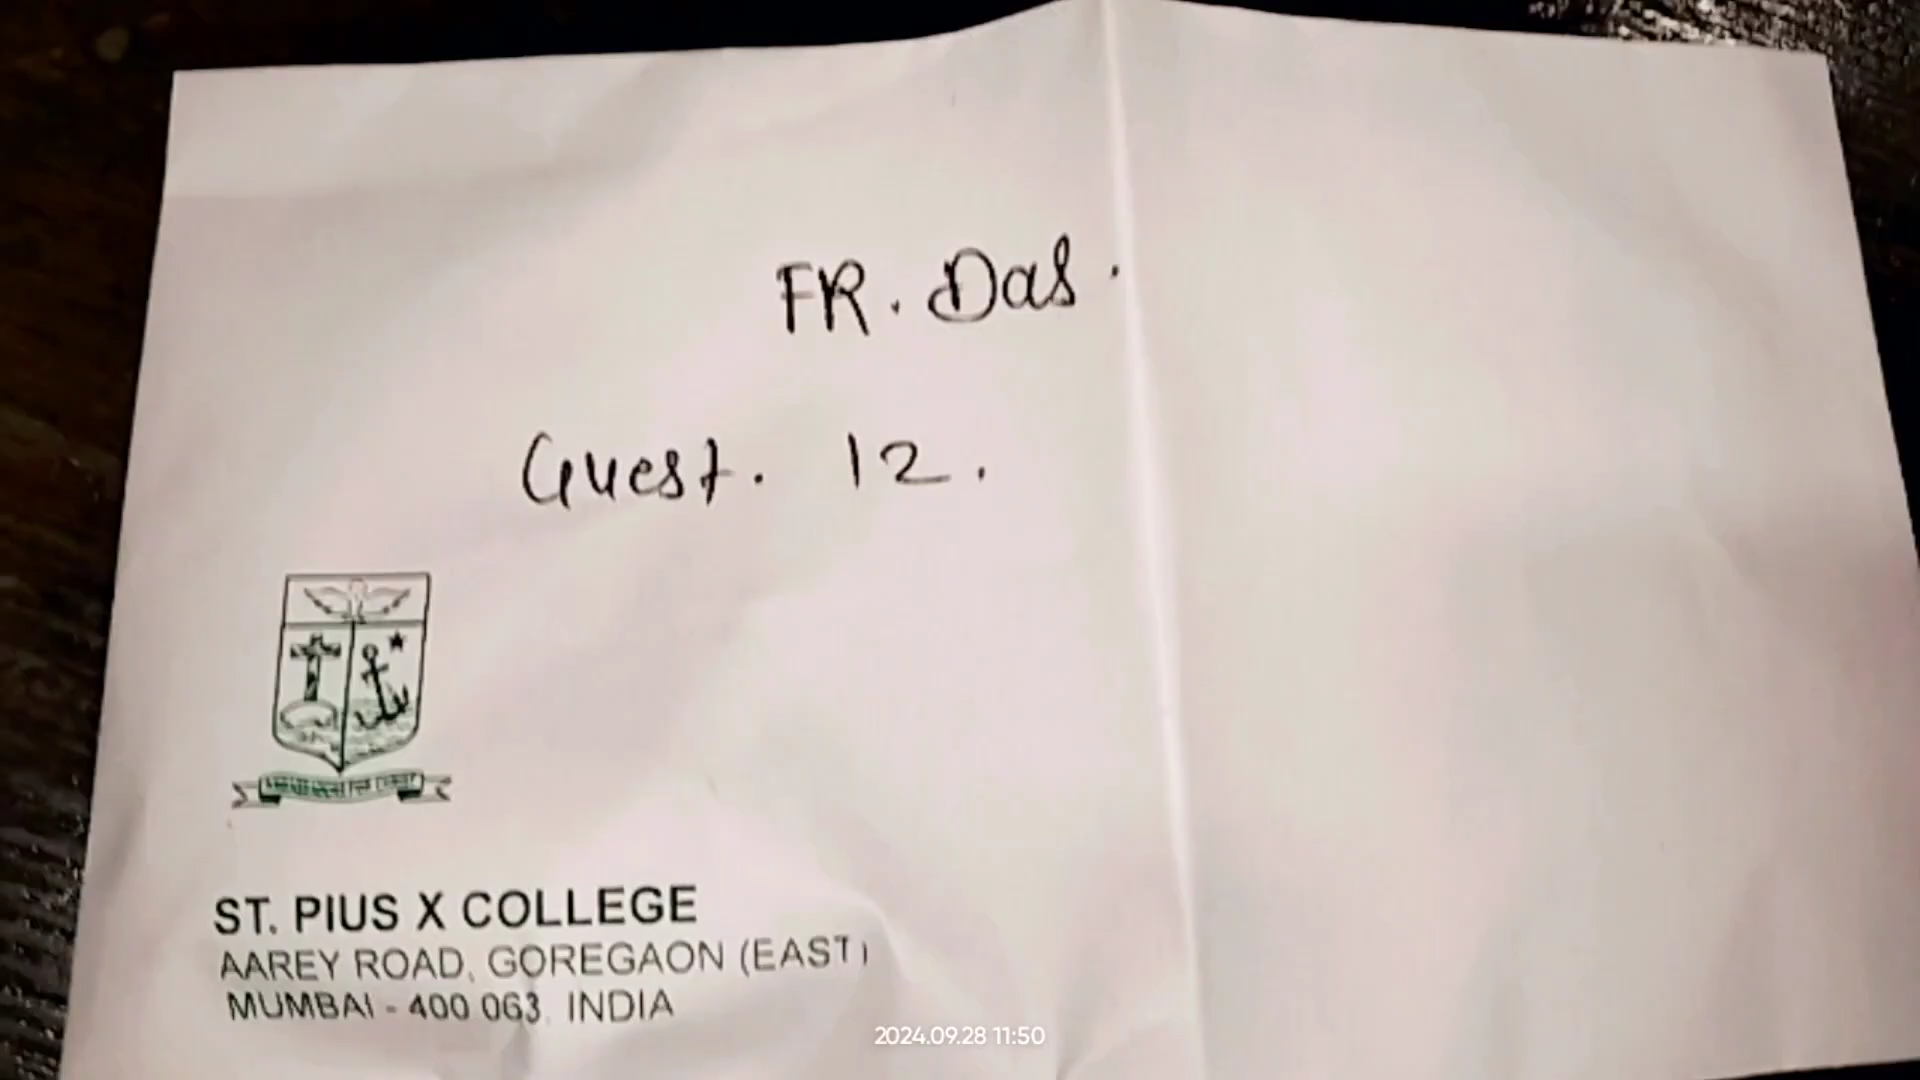 FR. Das.
Guest. 12.
ST. PIUS X COLLEGE
AAREY ROAD, GOREGAON (EAST)
MUMBAI - 400 063. INDIA
2024.09.28 11:50